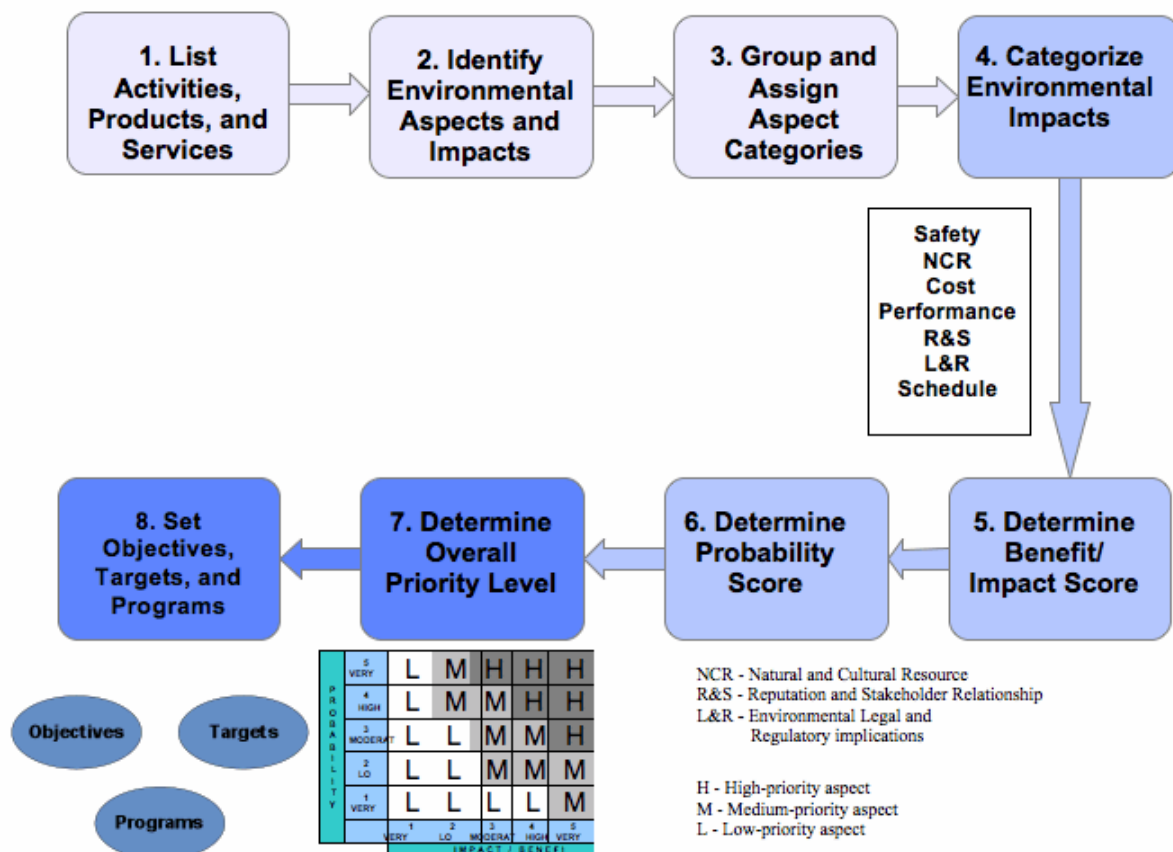 1. List
Activities,
Products, and
Services
2. Identify
Environmental
Aspects and
Impacts
3. Group and
Assign
Aspect
Categories
4. Categorize
Environmental
Impacts
Safety
NCR
Cost
Performance
R&S
L&R
Schedule
5. Determine
Benefit/
Impact Score
6. Determine
Probability
Score
7. Determine
Overall
Priority Level
8. Set
Objectives,
Targets, and
Programs
Objectives
Targets
Programs
PROBABILITY
5
VERY
L M H H H
4
HIGH
L M M H H
3
MODERAT
L L M M H
2
LO
L L M M M
1
VERY
L L L L M
1 2 3 4 5
VERY LO MODERAT HIGH VERY
IMPACT / BENEFI
NCR - Natural and Cultural Resource
R&S - Reputation and Stakeholder Relationship
L&R - Environmental Legal and
Regulatory implications
H - High-priority aspect
M - Medium-priority aspect
L - Low-priority aspect